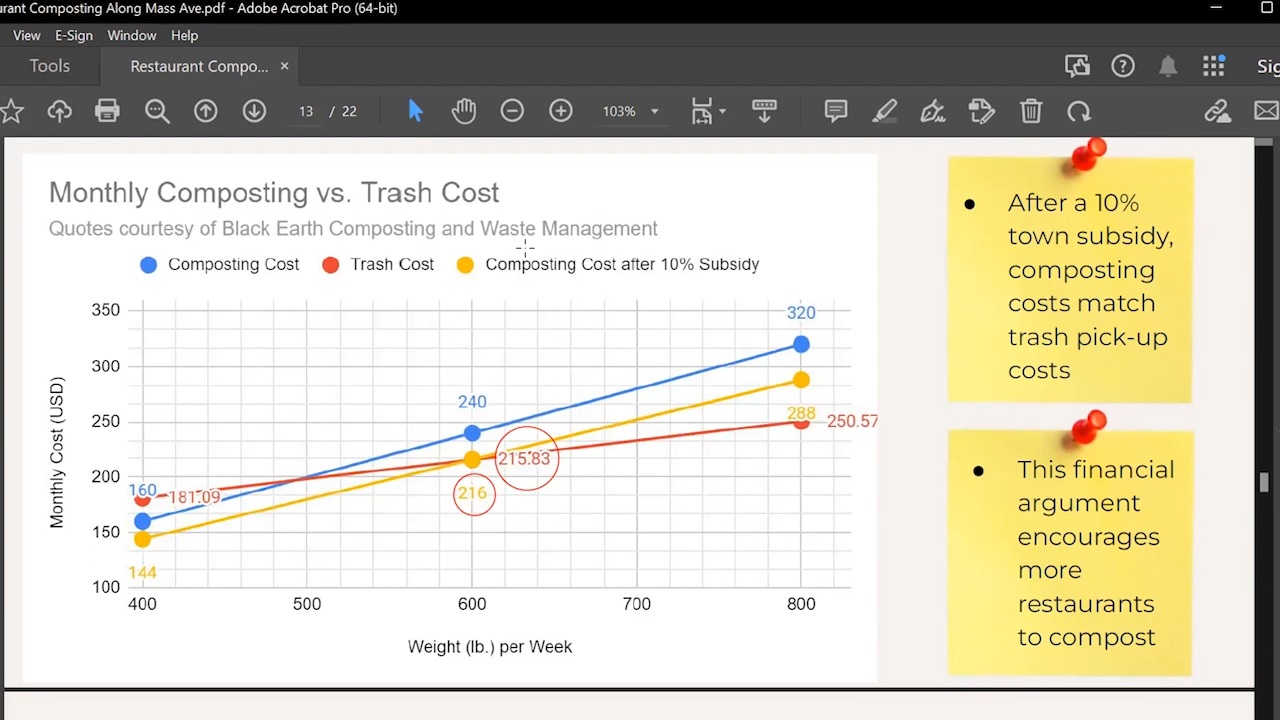 urant Composting Along Mass Ave.pdf - Adobe Acrobat Pro (64-bit)
View E-Sign Window Help
Tools Restaurant Compo... ×
13 / 22 103%
Monthly Composting vs. Trash Cost
Quotes courtesy of Black Earth Composting and Waste Management
Composting Cost Trash Cost Composting Cost after 10% Subsidy
Monthly Cost (USD)
350
300
250
200
150
100
320
240
288
250.57
215.83
216
160
181.09
144
400 500 600 700 800
Weight (lb.) per Week
• After a 10%
town subsidy,
composting
costs match
trash pick-up
costs
• This financial
argument
encourages
more
restaurants
to compost